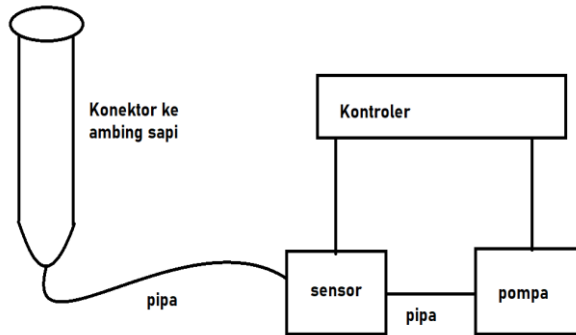 Konektor ke
ambing sapi
Kontroler
pipa
sensor
pipa
pompa